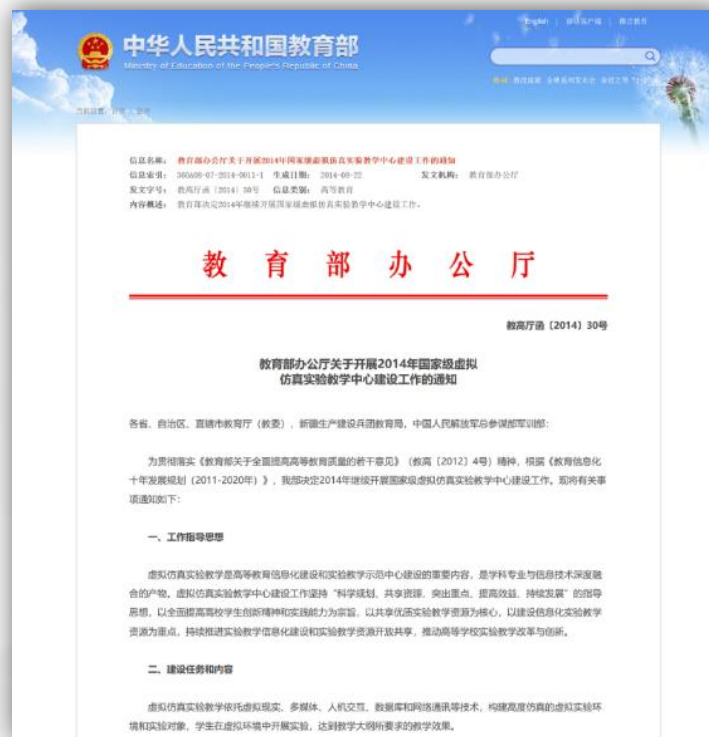 English | 移动客户端 | 微言教育
中华人民共和国教育部
Ministry of Education of the People's Republic of China
当前位置：首页 > 公开
信息名称： 教育部办公厅关于开展2014年国家级虚拟仿真实验教学中心建设工作的通知
信息索引： 360A08-07-2014-0011-1 生成日期： 2014-09-22 发文机构： 教育部办公厅
发文字号： 教高厅函〔2014〕30号 信息类别： 高等教育
内容概述： 教育部决定2014年继续开展国家级虚拟仿真实验教学中心建设工作。
教育部办公厅
教高厅函〔2014〕30号
教育部办公厅关于开展2014年国家级虚拟
仿真实验教学中心建设工作的通知
各省、自治区、直辖市教育厅（教委），新疆生产建设兵团教育局，中国人民解放军总参谋部军训部：
为贯彻落实《教育部关于全面提高高等教育质量的若干意见》（教高〔2012〕4号）精神，根据《教育信息化
十年发展规划（2011-2020年）》，我部决定2014年继续开展国家级虚拟仿真实验教学中心建设工作。现将有关事
项通知如下：
一、工作指导思想
虚拟仿真实验教学是高等教育信息化建设和实验教学示范中心建设的重要内容，是学科专业与信息技术深度融
合的产物。虚拟仿真实验教学中心建设工作坚持“科学规划、共享资源、突出重点、提高效益、持续发展”的指导
思想，以全面提高高校学生创新精神和实践能力为宗旨，以共享优质实验教学资源为核心，以建设信息化实验教学
资源为重点，持续推进实验教学信息化建设和实验教学资源开放共享，推动高等学校实验教学改革与创新。
二、建设任务和内容
虚拟仿真实验教学依托虚拟现实、多媒体、人机交互、数据库和网络通讯等技术，构建高度仿真的虚拟实验环
境和实验对象，学生在虚拟环境中开展实验，达到教学大纲所要求的教学效果。